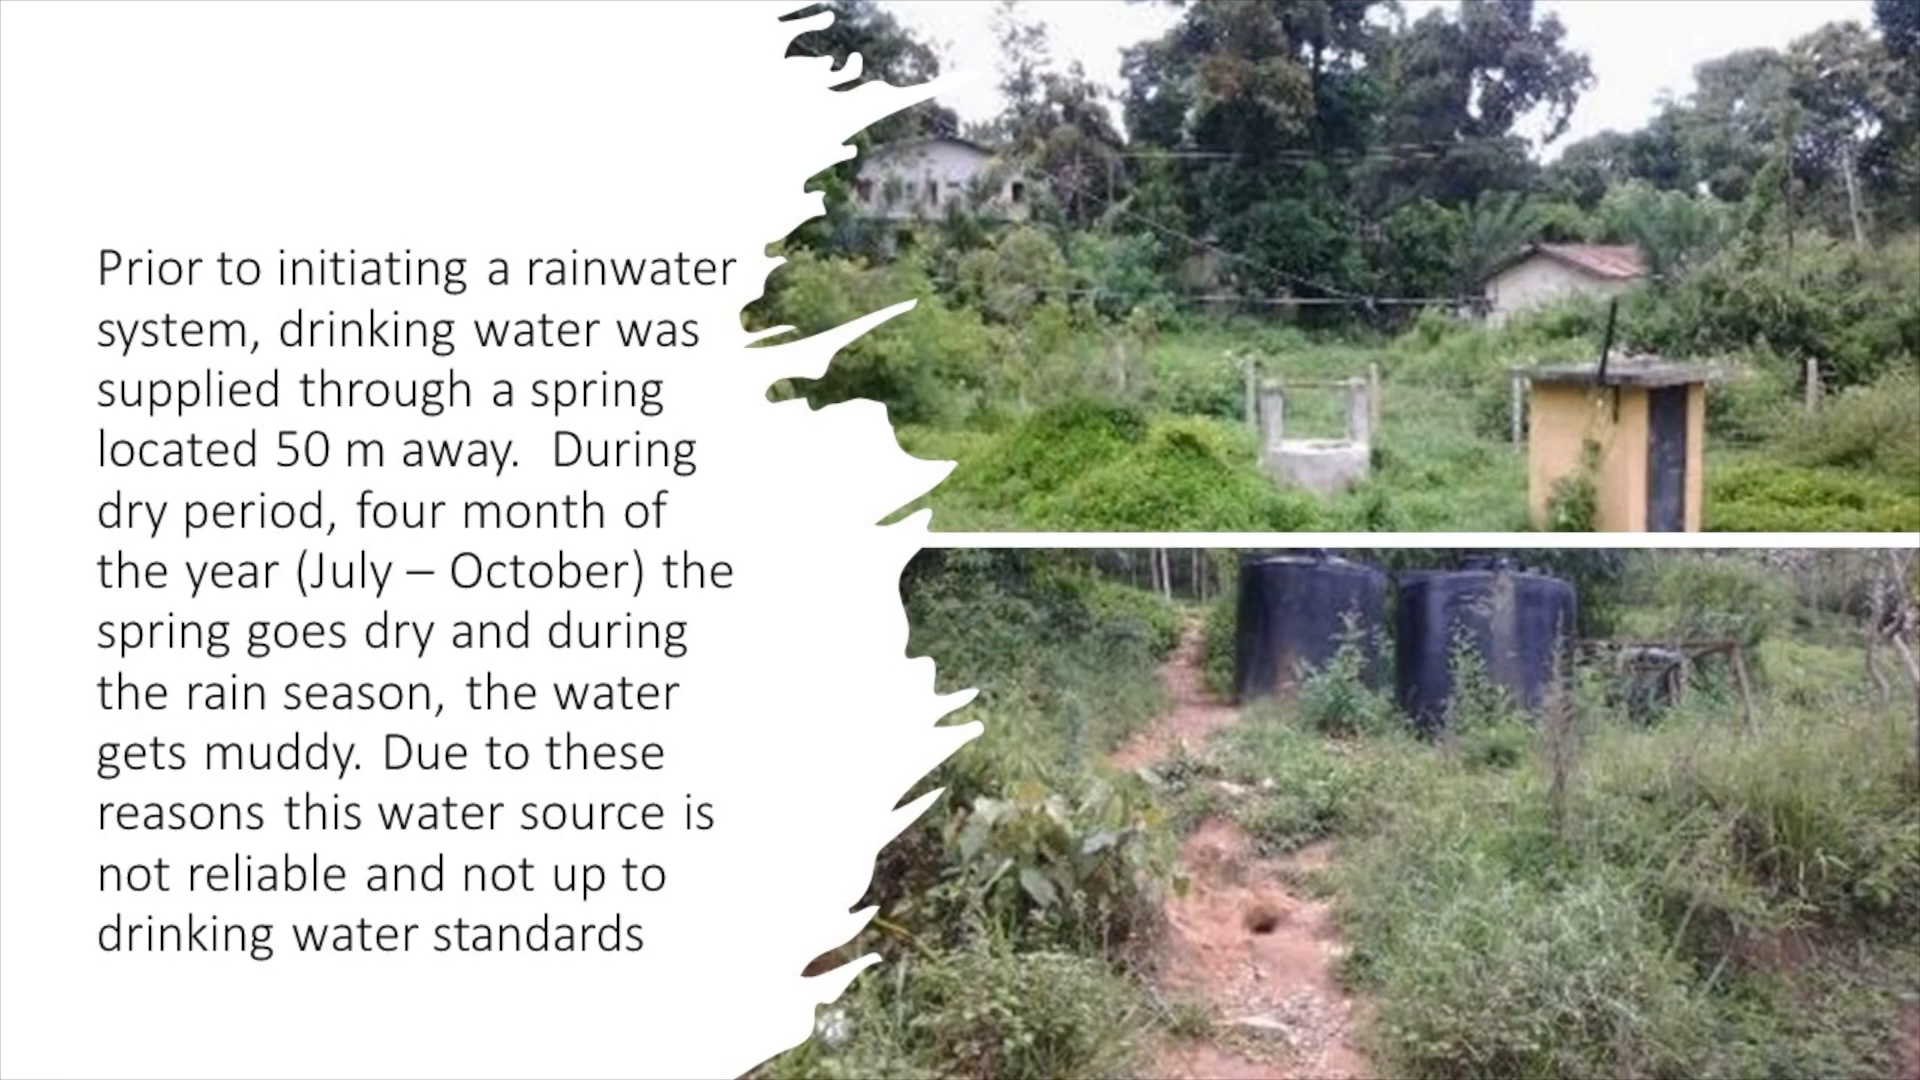 Prior to initiating a rainwater
system, drinking water was
supplied through a spring
located 50 m away.  During
dry period, four month of
the year (July – October) the
spring goes dry and during
the rain season, the water
gets muddy. Due to these
reasons this water source is
not reliable and not up to
drinking water standards